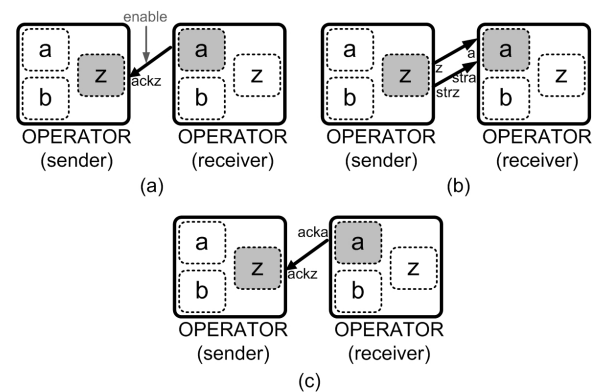 enable
a
z
b
ackz
a
z
b
OPERATOR
(sender)
OPERATOR
(receiver)
(a)
a
z
b
z
strz
a
stra
a
z
b
OPERATOR
(sender)
OPERATOR
(receiver)
(b)
a
z
b
acka
ackz
a
z
b
OPERATOR
(sender)
OPERATOR
(receiver)
(c)